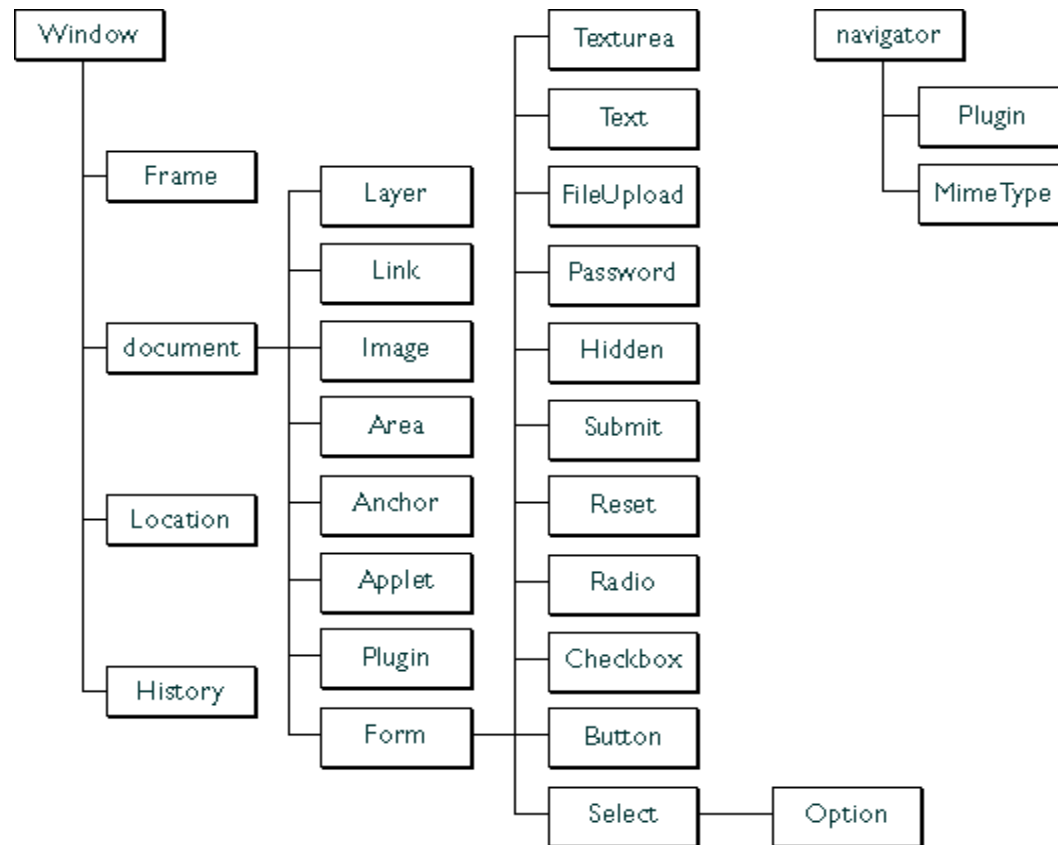 Window
Frame
document
Location
History
Layer
Link
Image
Area
Anchor
Applet
Plugin
Form
Texturea
Text
FileUpload
Password
Hidden
Submit
Reset
Radio
Checkbox
Button
Select
Option
navigator
Plugin
MimeType